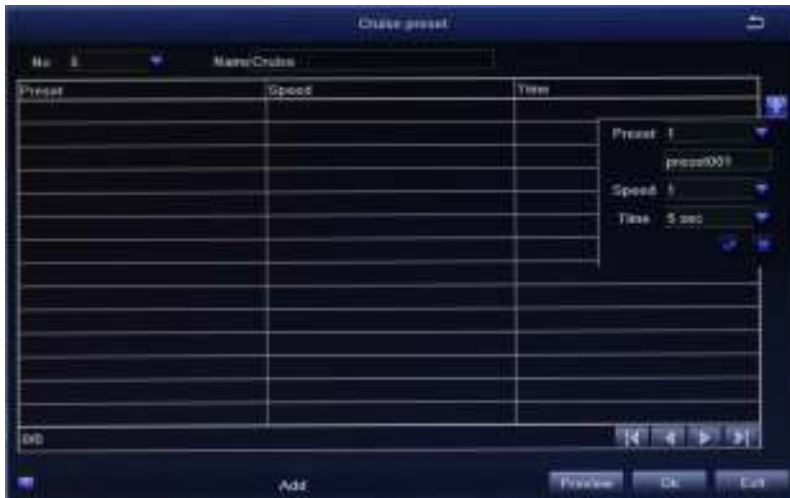 Cruise preset
No
Name Cruise
Preset Speed Time
Preset 1
preset001
Speed 1
Time 5 sec
0/0
Add Preview Ok Exit